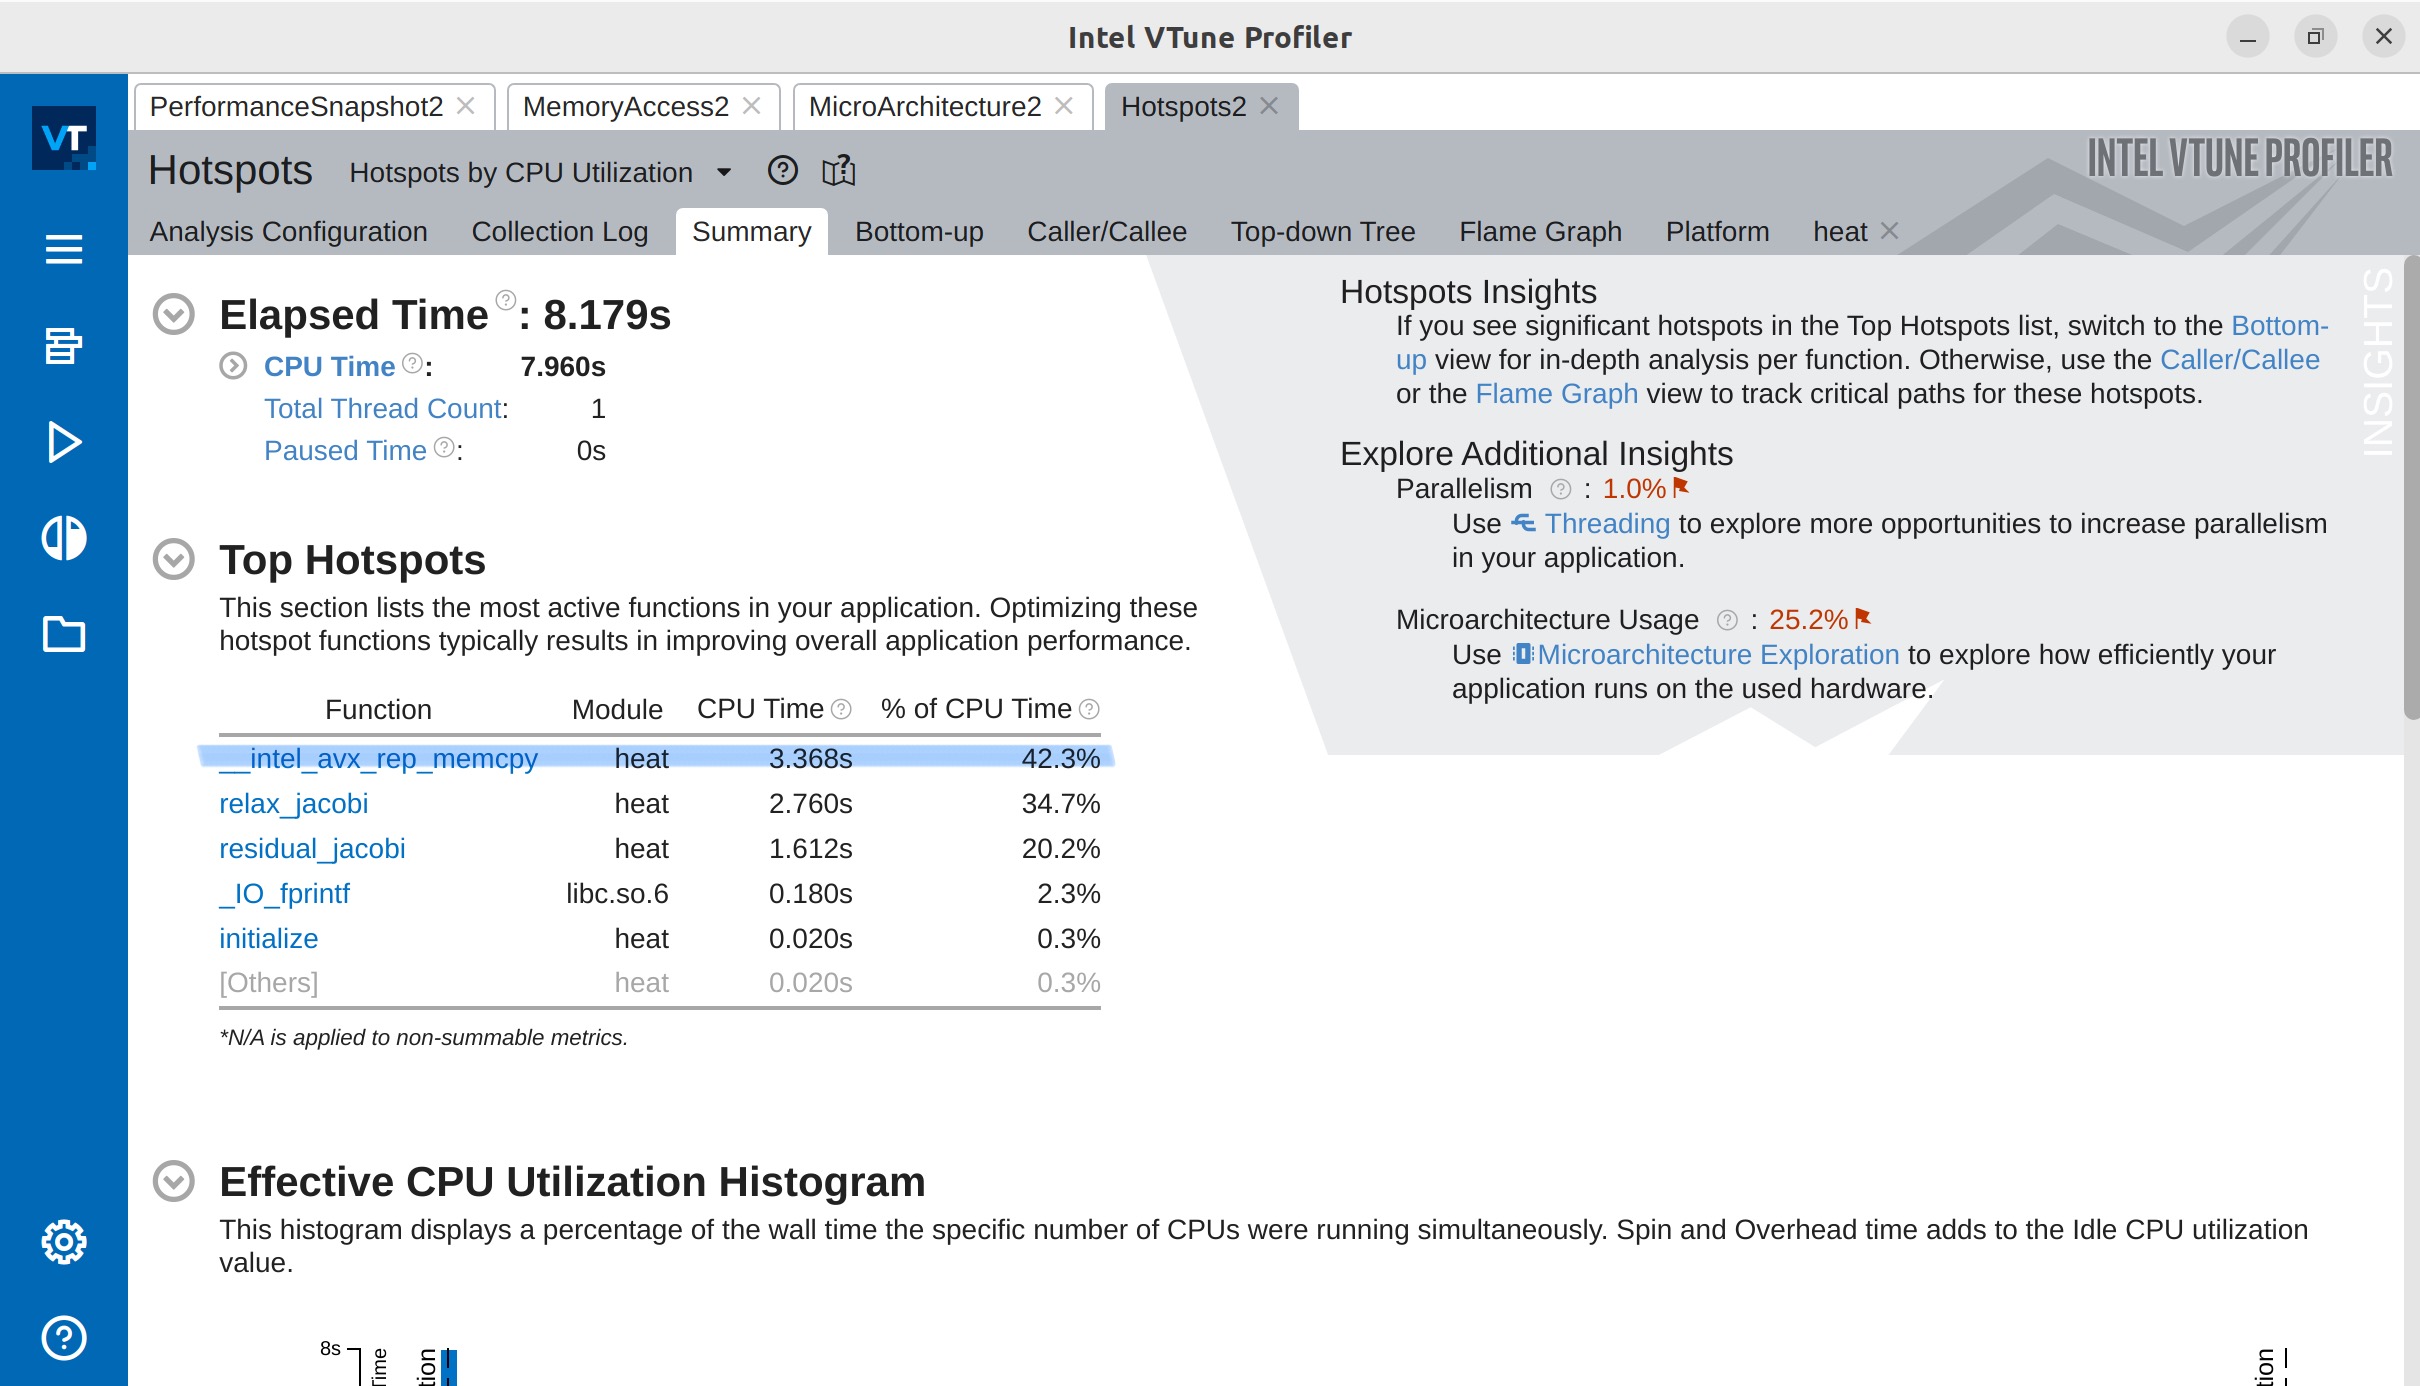 Intel VTune Profiler
PerformanceSnapshot2 MemoryAccess2 MicroArchitecture2 Hotspots2
VT
Hotspots Hotspots by CPU Utilization
INTEL VTUNE PROFILER
Analysis Configuration Collection Log Summary Bottom-up Caller/Callee Top-down Tree Flame Graph Platform heat
Elapsed Time: 8.179s
CPU Time: 7.960s
Total Thread Count: 1
Paused Time: 0s
Top Hotspots
This section lists the most active functions in your application. Optimizing these
hotspot functions typically results in improving overall application performance.
Function Module CPU Time % of CPU Time
__intel_avx_rep_memcpy heat 3.368s 42.3%
relax_jacobi heat 2.760s 34.7%
residual_jacobi heat 1.612s 20.2%
_IO_fprintf libc.so.6 0.180s 2.3%
initialize heat 0.020s 0.3%
[Others] heat 0.020s 0.3%
*N/A is applied to non-summable metrics.
Hotspots Insights
If you see significant hotspots in the Top Hotspots list, switch to the Bottom-
up view for in-depth analysis per function. Otherwise, use the Caller/Callee
or the Flame Graph view to track critical paths for these hotspots.
Explore Additional Insights
Parallelism : 1.0%
Use Threading to explore more opportunities to increase parallelism
in your application.
Microarchitecture Usage : 25.2%
Use Microarchitecture Exploration to explore how efficiently your
application runs on the used hardware.
INSIGHTS
Effective CPU Utilization Histogram
This histogram displays a percentage of the wall time the specific number of CPUs were running simultaneously. Spin and Overhead time adds to the Idle CPU utilization
value.
8s